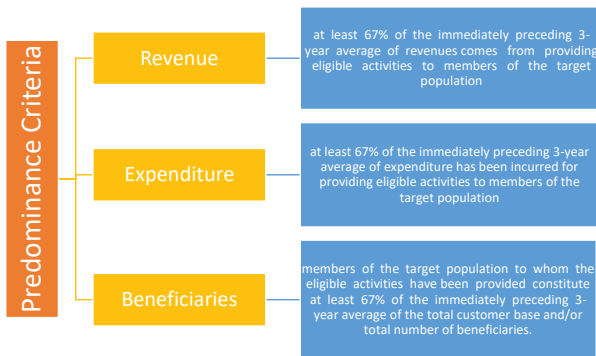 Predominance Criteria
Revenue
at least 67% of the immediately preceding 3-
year average of revenues comes from providing
eligible activities to members of the target
population
Expenditure
at least 67% of the immediately preceding 3-year
average of expenditure has been incurred for
providing eligible activities to members of the
target population
Beneficiaries
members of the target population to whom the
eligible activities have been provided constitute
at least 67% of the immediately preceding 3-
year average of the total customer base and/or
total number of beneficiaries.